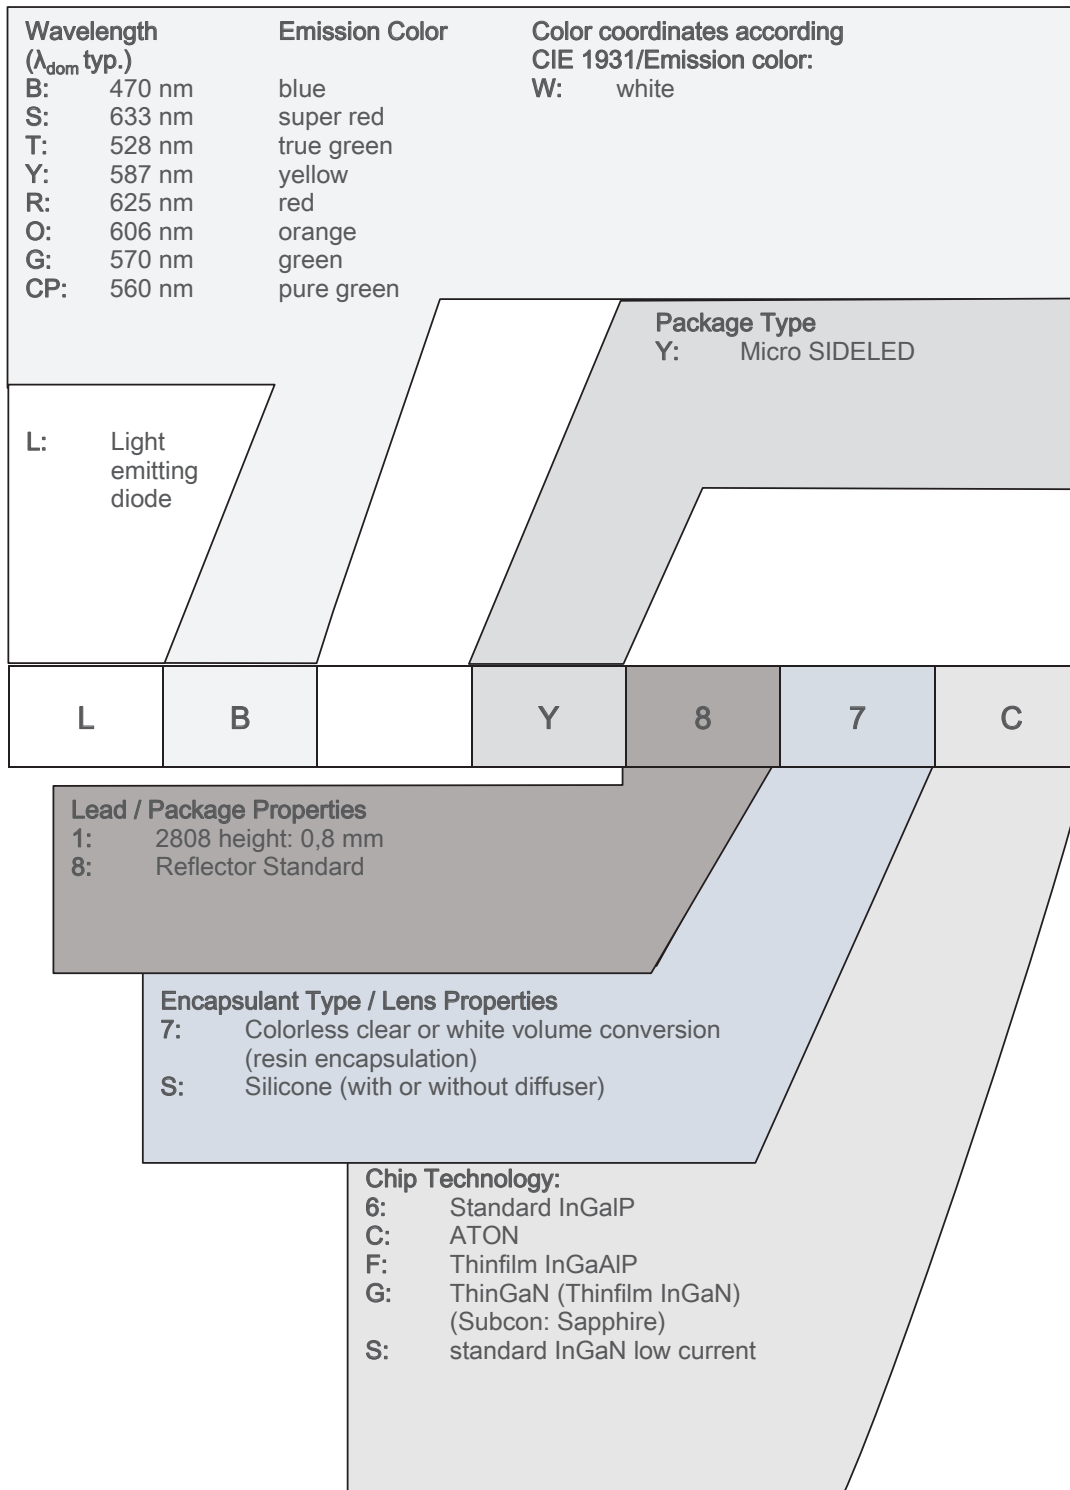 Wavelength Emission Color Color coordinates according
(λdom typ.) CIE 1931/Emission color:
B: 470 nm blue W: white
S: 633 nm super red
T: 528 nm true green
Y: 587 nm yellow
R: 625 nm red
O: 606 nm orange
G: 570 nm green
CP: 560 nm pure green
Package Type
Y: Micro SIDELED
L: Light
emitting
diode
L B Y 8 7 C
Lead / Package Properties
1: 2808 height: 0,8 mm
8: Reflector Standard
Encapsulant Type / Lens Properties
7: Colorless clear or white volume conversion
(resin encapsulation)
S: Silicone (with or without diffuser)
Chip Technology:
6: Standard InGalP
C: ATON
F: Thinfilm InGaAlP
G: ThinGaN (Thinfilm InGaN)
(Subcon: Sapphire)
S: standard InGaN low current